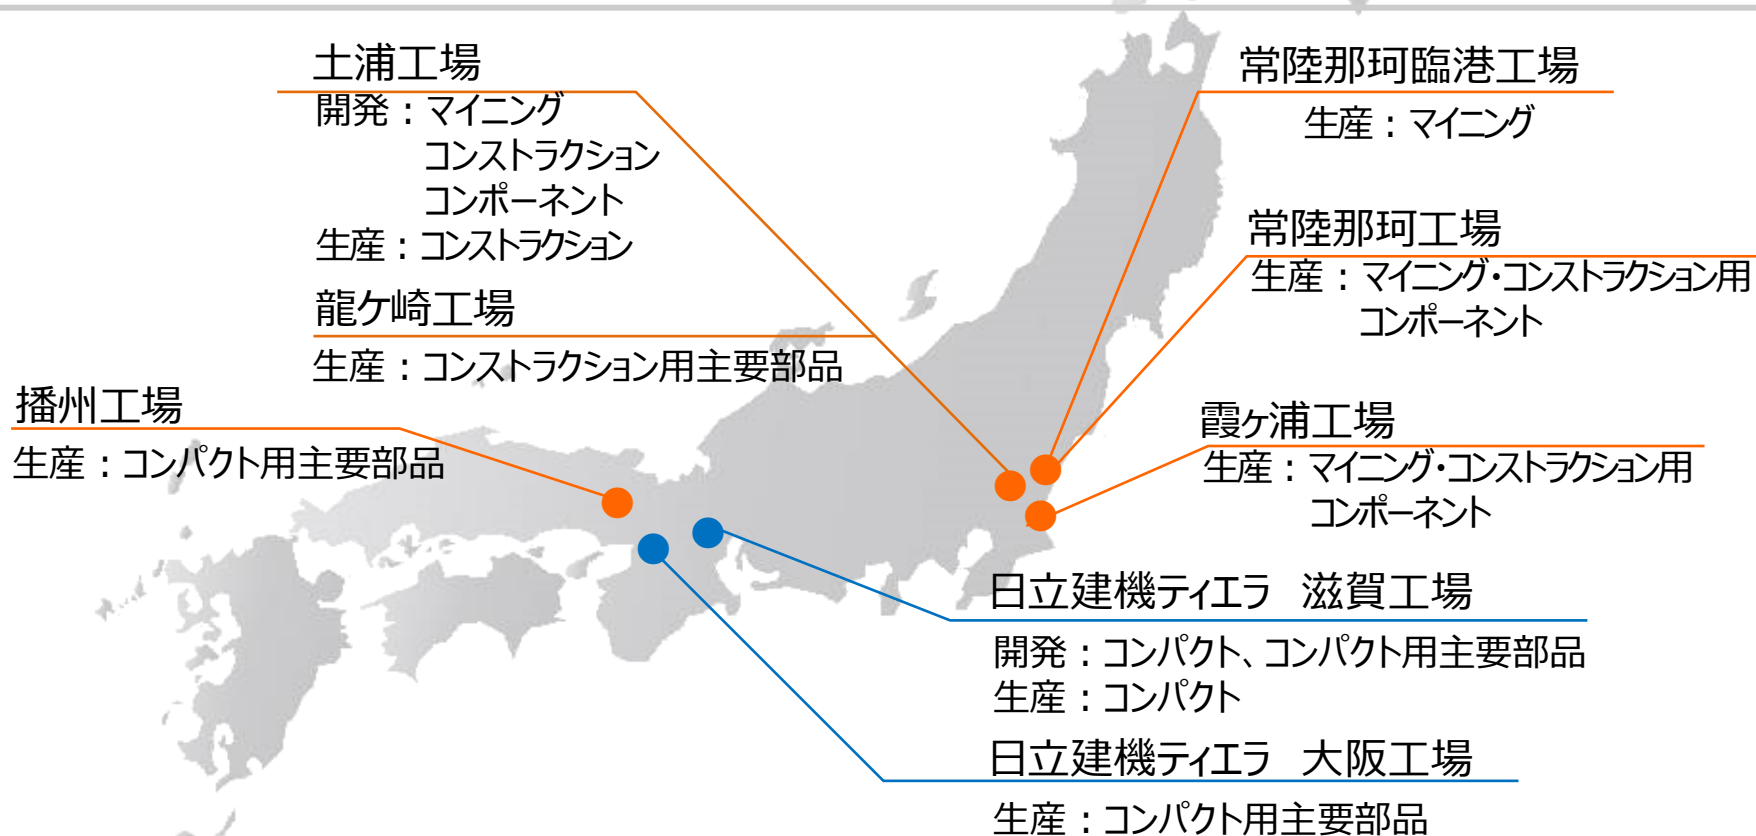 土浦工場
開発：マイニング
コンストラクション
コンポーネント
生産：コンストラクション
龍ケ崎工場
生産：コンストラクション用主要部品
播州工場
生産：コンパクト用主要部品
常陸那珂臨港工場
生産：マイニング
常陸那珂工場
生産：マイニング・コンストラクション用
コンポーネント
霞ヶ浦工場
生産：マイニング・コンストラクション用
コンポーネント
日立建機ティエラ　滋賀工場
開発：コンパクト、コンパクト用主要部品
生産：コンパクト
日立建機ティエラ　大阪工場
生産：コンパクト用主要部品